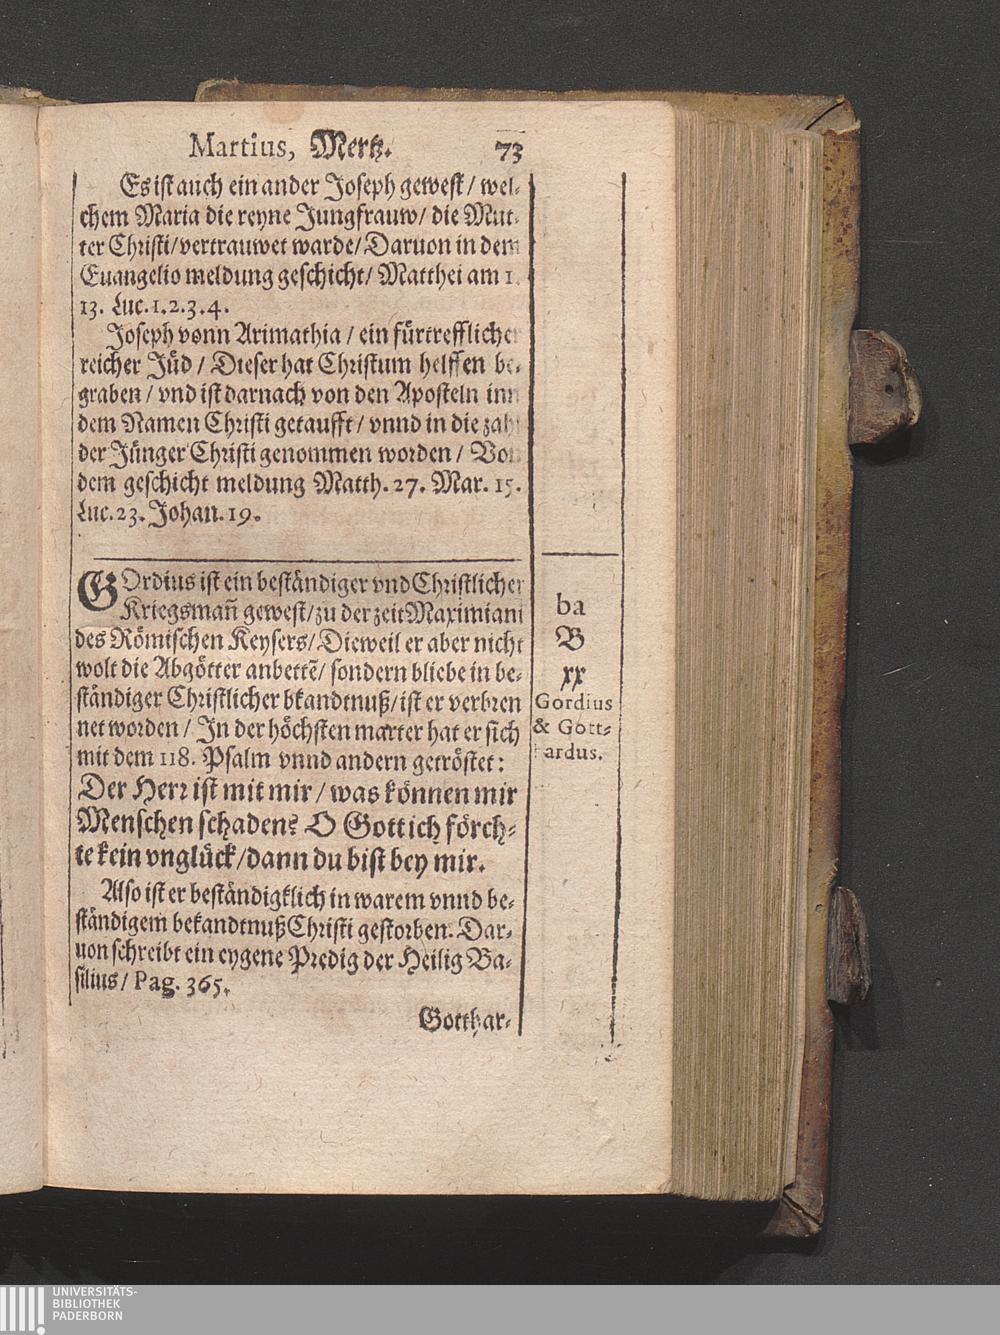 Martius, Mertz. 73
Es ist auch ein ander Joseph gewest / wel-
chem Maria die reyne Jungfrauw / die Mut-
ter Christi / vertrauwet warde / Daruon in dem
Euangelio meldung geschicht / Matthei am 1.
13. Luc. 1. 2. 3. 4.
Joseph vonn Arimathia / ein fürtrefflicher
reicher Jüd / Dieser hat Christum helffen be-
graben / vnd ist darnach von den Aposteln inn
dem Namen Christi getaufft / vnnd in die zahl
der Jünger Christi genommen worden / Von
dem geschicht meldung Matth. 27. Mar. 15.
Luc. 23. Johan. 19.
GOrdius ist ein beständiger vnd Christlicher
Kriegsmañ gewest / zu der zeit Maximiani
des Römischen Keysers / Dieweil er aber nicht
wolt die Abgötter anbettē / sondern bliebe in be-
ständiger Christlicher bkandtnuß / ist er verbren
net worden / In der höchsten marter hat er sich
mit dem 118. Psalm vnnd andern getröstet:
Der Herr ist mit mir / was können mir
Menschen schaden? O Gott ich förch-
te kein vnglück / dann du bist bey mir.
Also ist er beständigklich in warem vnnd be-
ständigem bekandtnuß Christi gestorben. Dar-
uon schreibt ein eygene Predig der Heilig Ba-
silius / Pag. 365.
Gotthar-
ba
B
xx
Gordius
& Gott-
ardus.
UNIVERSITÄTS-
BIBLIOTHEK
PADERBORN